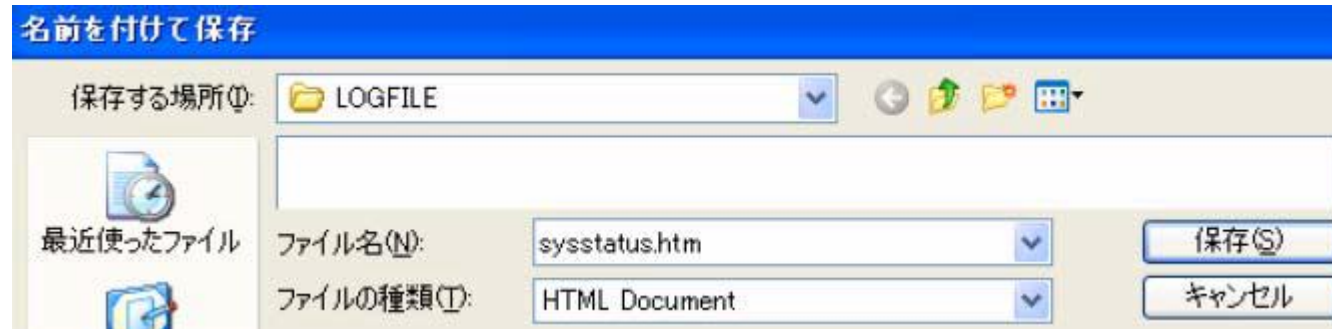 名前を付けて保存
保存する場所(I):
LOGFILE
最近使ったファイル
ファイル名(N):
sysstatus.htm
保存(S)
ファイルの種類(T):
HTML Document
キャンセル